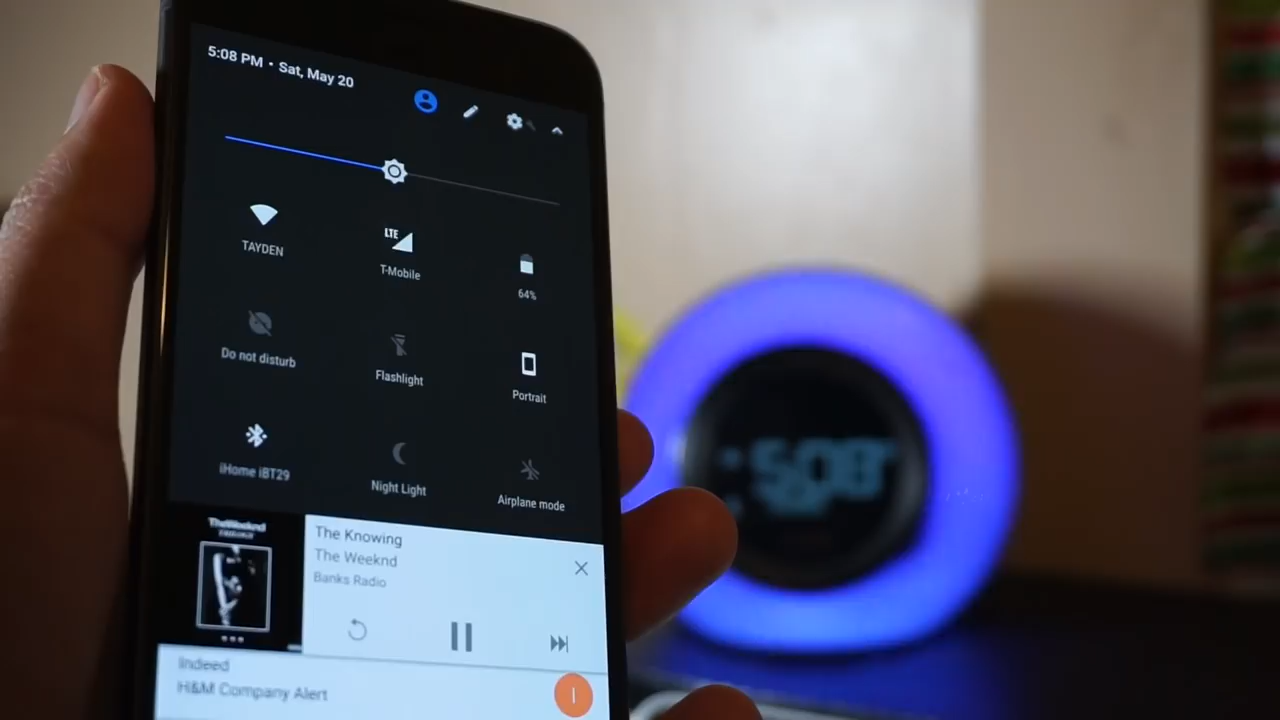 5:08 PM • Sat, May 20
TAYDEN
LTE
T-Mobile
64%
Do not disturb
Flashlight
Portrait
iHome iBT29
Night Light
Airplane mode
TheWeeknd
The Knowing
The Weeknd
Banks Radio
Indeed
H&M Company Alert
I
5:08